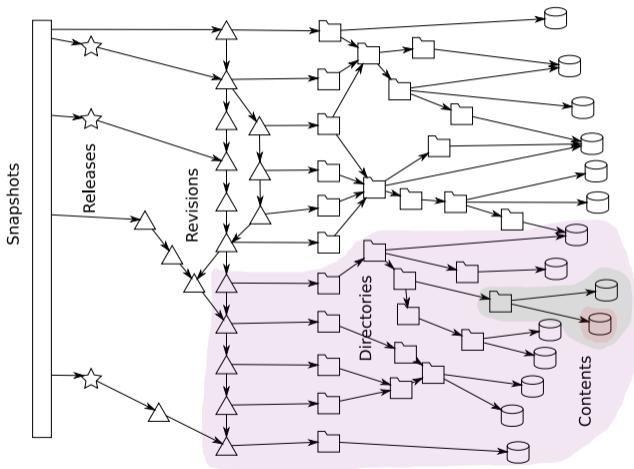 Snapshots
Releases
Revisions
Directories
Contents